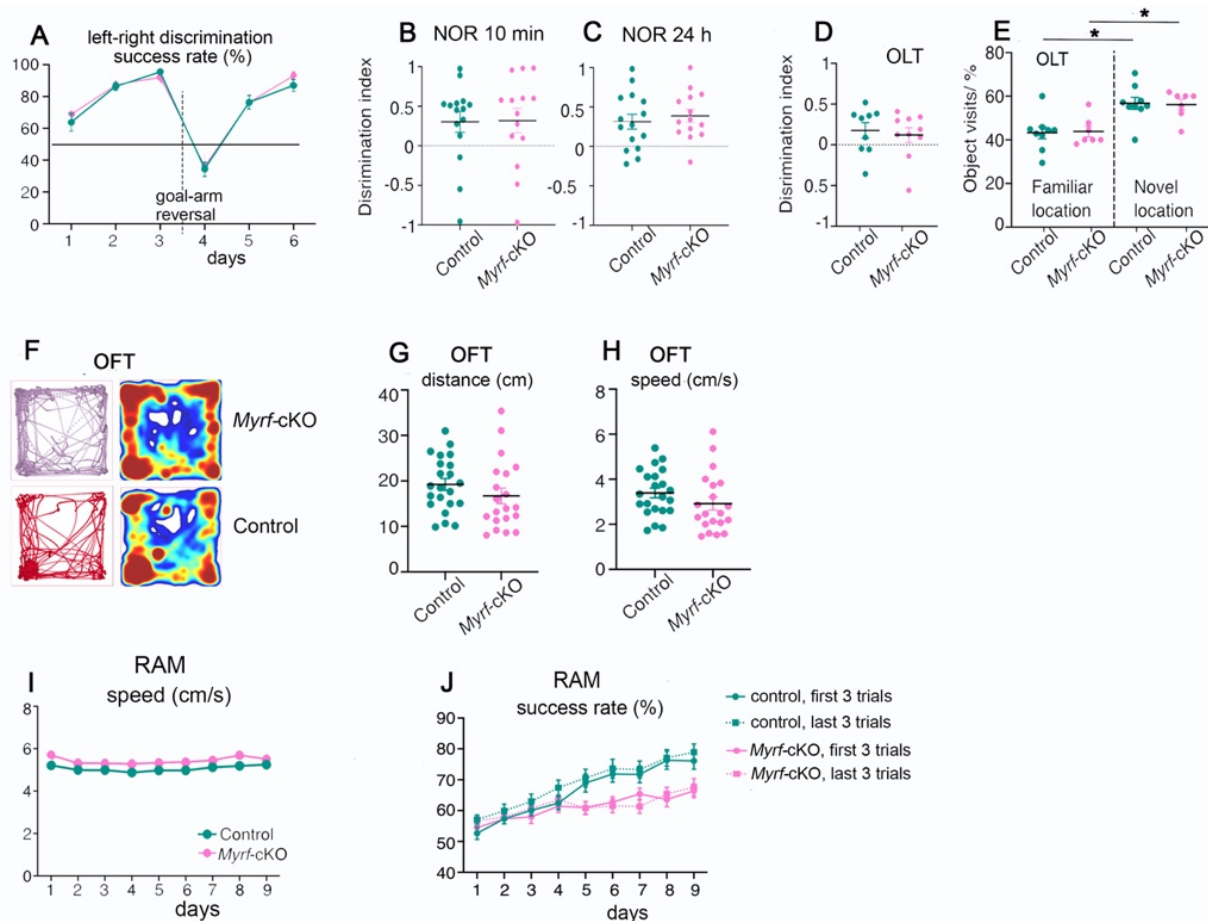 A
left-right discrimination
success rate (%)
100
80
60
40
20
0
goal-arm
reversal
1 2 3 4 5 6
days
B NOR 10 min
Disrimination index
1
0.5
0
-0.5
-1
Control
Myrf-cKO
C NOR 24 h
1
0.5
0
-0.5
-1
Control
Myrf-cKO
D
OLT
Disrimination index
1
0.5
0
0.5
1
Control
Myrf-cKO
E
* *
OLT
Object visits/ %
80
60
40
20
0
Familiar
location
Novel
location
Control
Myrf-cKO
Control
Myrf-cKO
F
OFT
Myrf-cKO
Control
G OFT
distance (cm)
40
30
20
10
0
Control
Myrf-cKO
H OFT
speed (cm/s)
8
6
4
2
0
Control
Myrf-cKO
I
RAM
speed (cm/s)
8
6
4
2
0
Control
Myrf-cKO
1 2 3 4 5 6 7 8 9
days
J RAM
success rate (%)
90
80
70
60
50
40
1 2 3 4 5 6 7 8 9
days
control, first 3 trials
control, last 3 trials
Myrf-cKO, first 3 trials
Myrf-cKO, last 3 trials